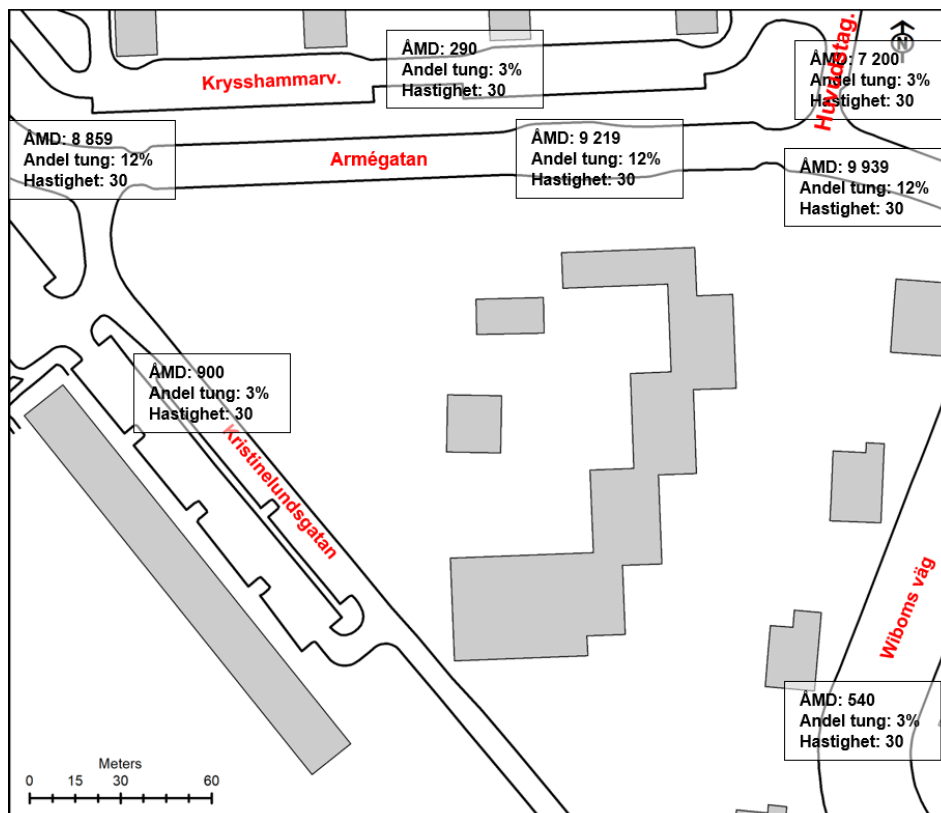 Huvudstag.
N
ÅMD: 290
Andel tung: 3%
Hastighet: 30
ÅMD: 7 200
Andel tung: 3%
Hastighet: 30
Krysshammarv.
ÅMD: 8 859
Andel tung: 12%
Hastighet: 30
Armégatan
ÅMD: 9 219
Andel tung: 12%
Hastighet: 30
ÅMD: 9 939
Andel tung: 12%
Hastighet: 30
ÅMD: 900
Andel tung: 3%
Hastighet: 30
Kristinelundsgatan
Wiboms väg
ÅMD: 540
Andel tung: 3%
Hastighet: 30
Meters
0 15 30 60